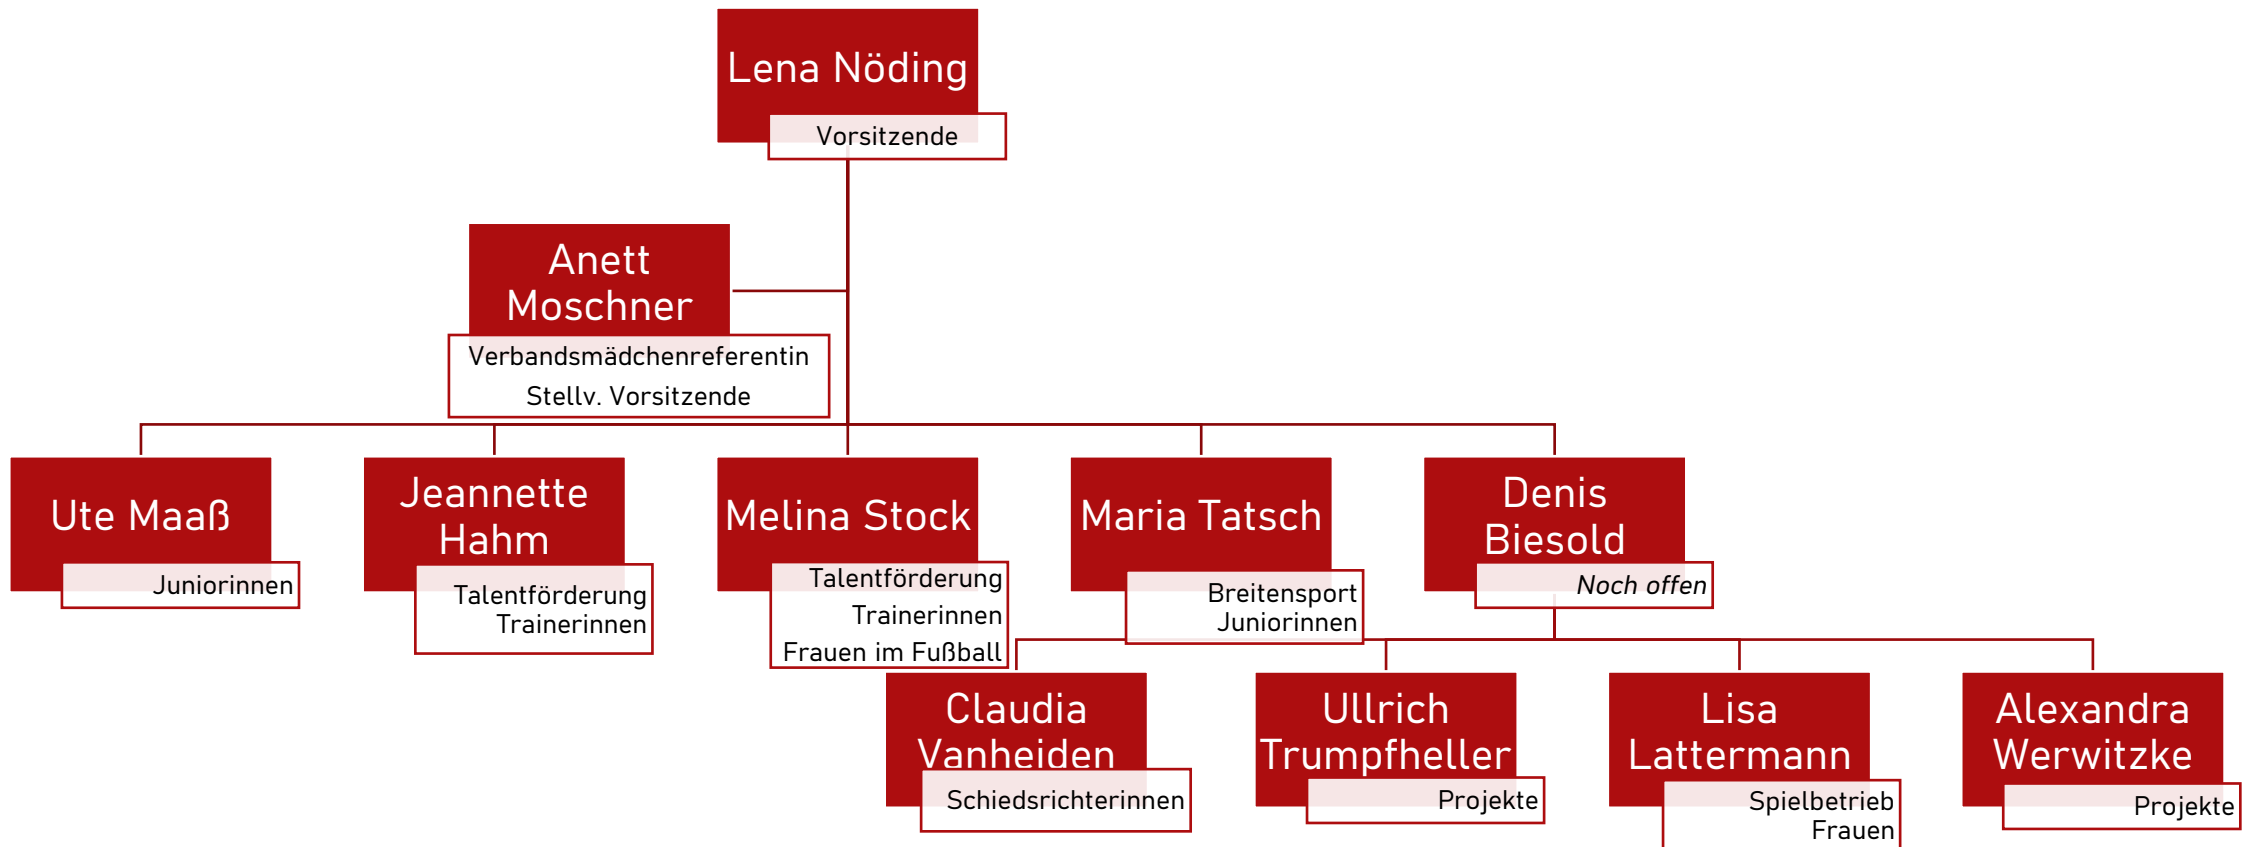 Lena Nöding
Vorsitzende
Anett
Moschner
Verbandsmädchenreferentin
Stellv. Vorsitzende
Ute Maaß
Juniorinnen
Jeannette
Hahm
Talentförderung
Trainerinnen
Melina Stock
Talentförderung
Trainerinnen
Frauen im Fußball
Maria Tatsch
Breitensport
Juniorinnen
Denis
Biesold
Noch offen
Claudia
Vanheiden
Schiedsrichterinnen
Ullrich
Trumpfheller
Projekte
Lisa
Lattermann
Spielbetrieb
Frauen
Alexandra
Werwitzke
Projekte